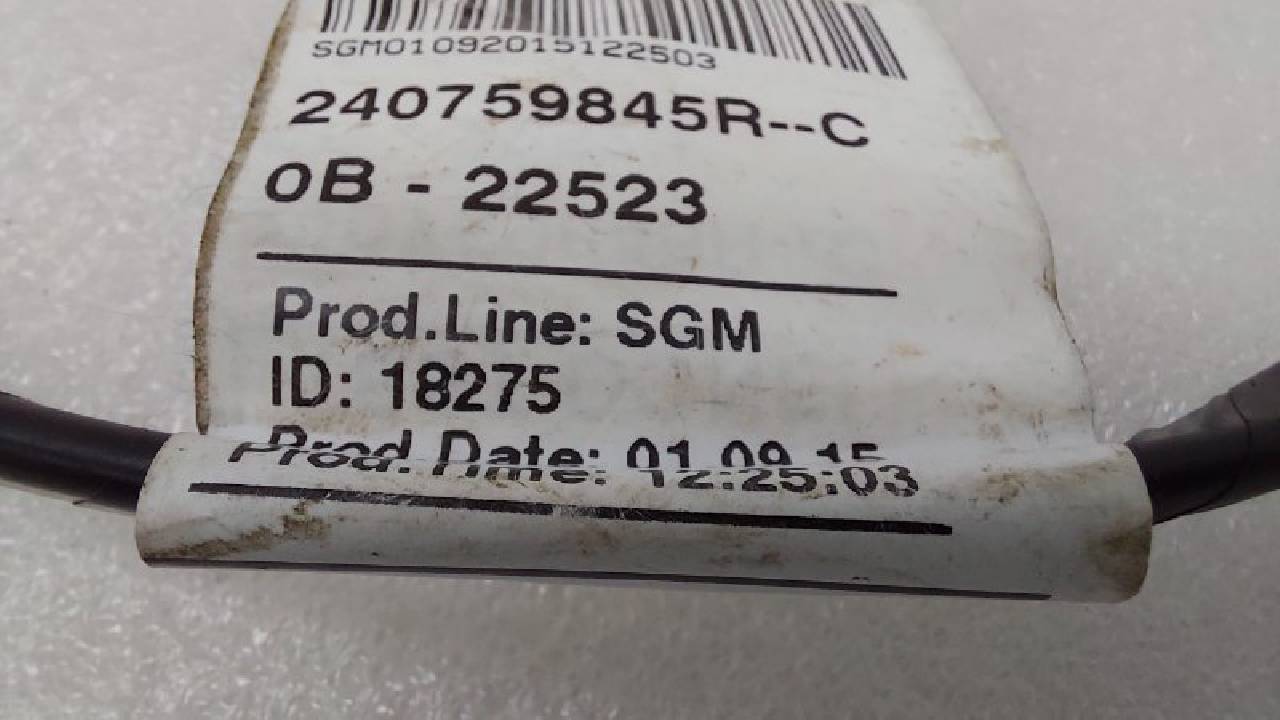 SGM01092015122503
240759845R--C
0B - 22523
Prod.Line: SGM
ID: 18275
Prod.Date: 01.09.15
Prod. Time: 12:25:03